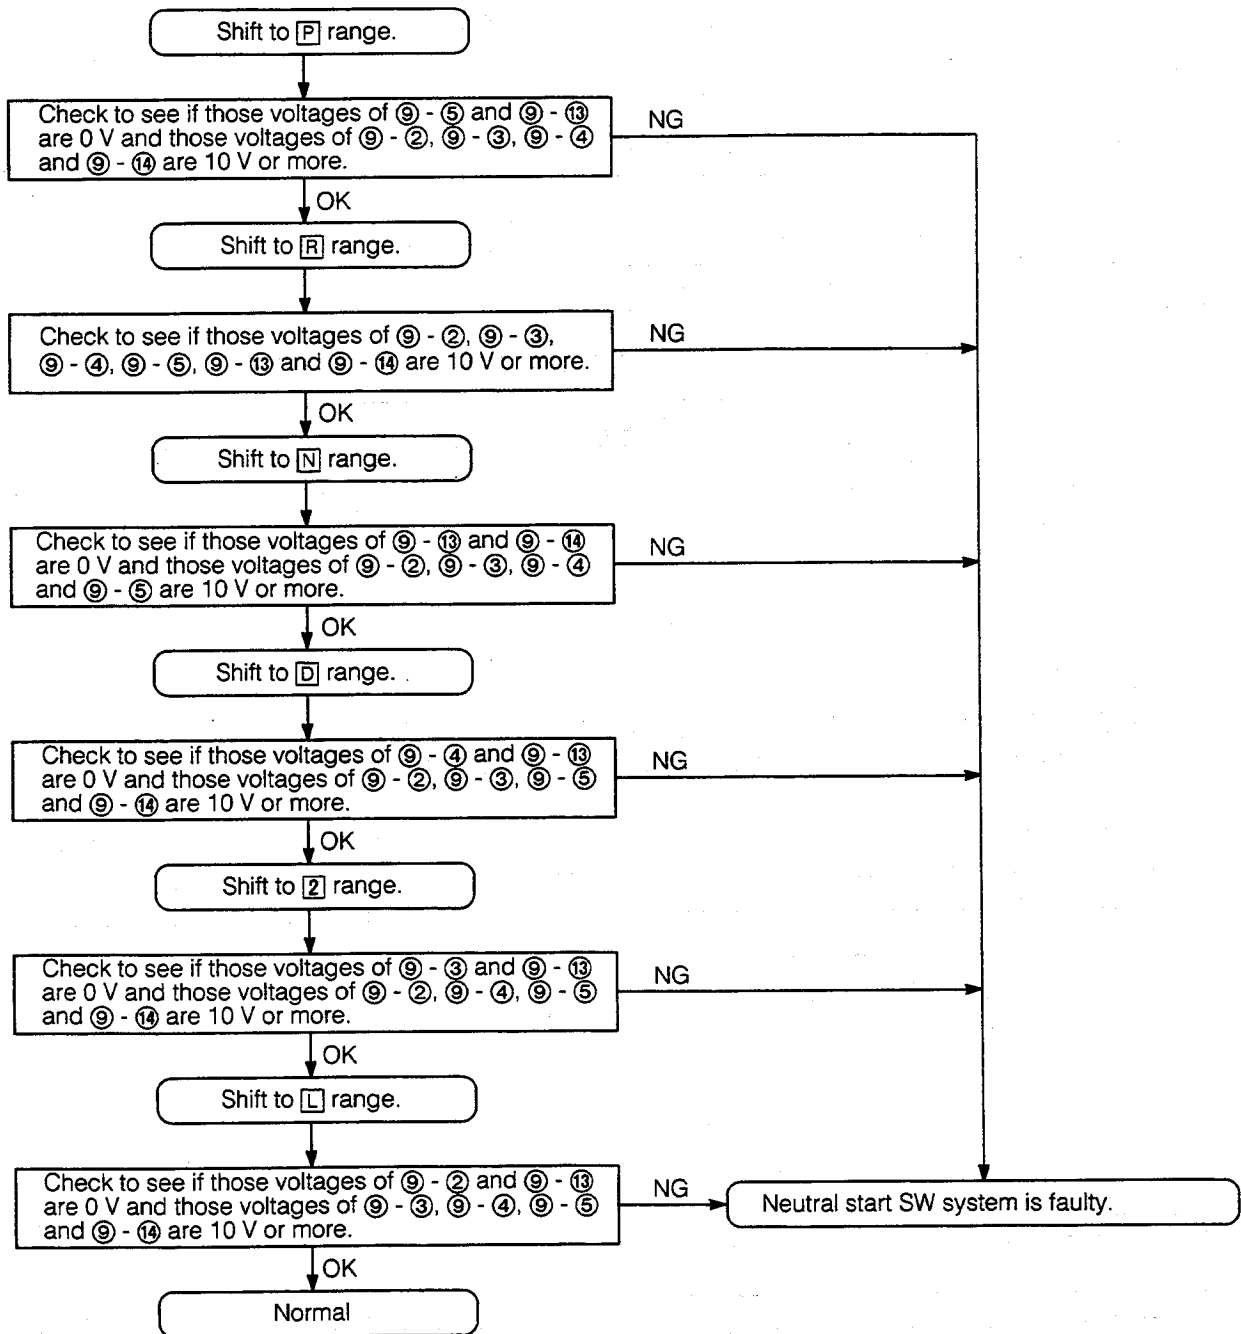 Shift to P range.
Check to see if those voltages of ⑨ - ⑤ and ⑨ - ⑬
are 0 V and those voltages of ⑨ - ②, ⑨ - ③, ⑨ - ④
and ⑨ - ⑭ are 10 V or more.
NG
OK
Shift to R range.
Check to see if those voltages of ⑨ - ②, ⑨ - ③,
⑨ - ④, ⑨ - ⑤, ⑨ - ⑬ and ⑨ - ⑭ are 10 V or more.
NG
OK
Shift to N range.
Check to see if those voltages of ⑨ - ⑬ and ⑨ - ⑭
are 0 V and those voltages of ⑨ - ②, ⑨ - ③, ⑨ - ④
and ⑨ - ⑤ are 10 V or more.
NG
OK
Shift to D range.
Check to see if those voltages of ⑨ - ④ and ⑨ - ⑬
are 0 V and those voltages of ⑨ - ②, ⑨ - ③, ⑨ - ⑤
and ⑨ - ⑭ are 10 V or more.
NG
OK
Shift to 2 range.
Check to see if those voltages of ⑨ - ③ and ⑨ - ⑬
are 0 V and those voltages of ⑨ - ②, ⑨ - ④, ⑨ - ⑤
and ⑨ - ⑭ are 10 V or more.
NG
OK
Shift to L range.
Check to see if those voltages of ⑨ - ② and ⑨ - ⑬
are 0 V and those voltages of ⑨ - ③, ⑨ - ④, ⑨ - ⑤
and ⑨ - ⑭ are 10 V or more.
NG
Neutral start SW system is faulty.
OK
Normal